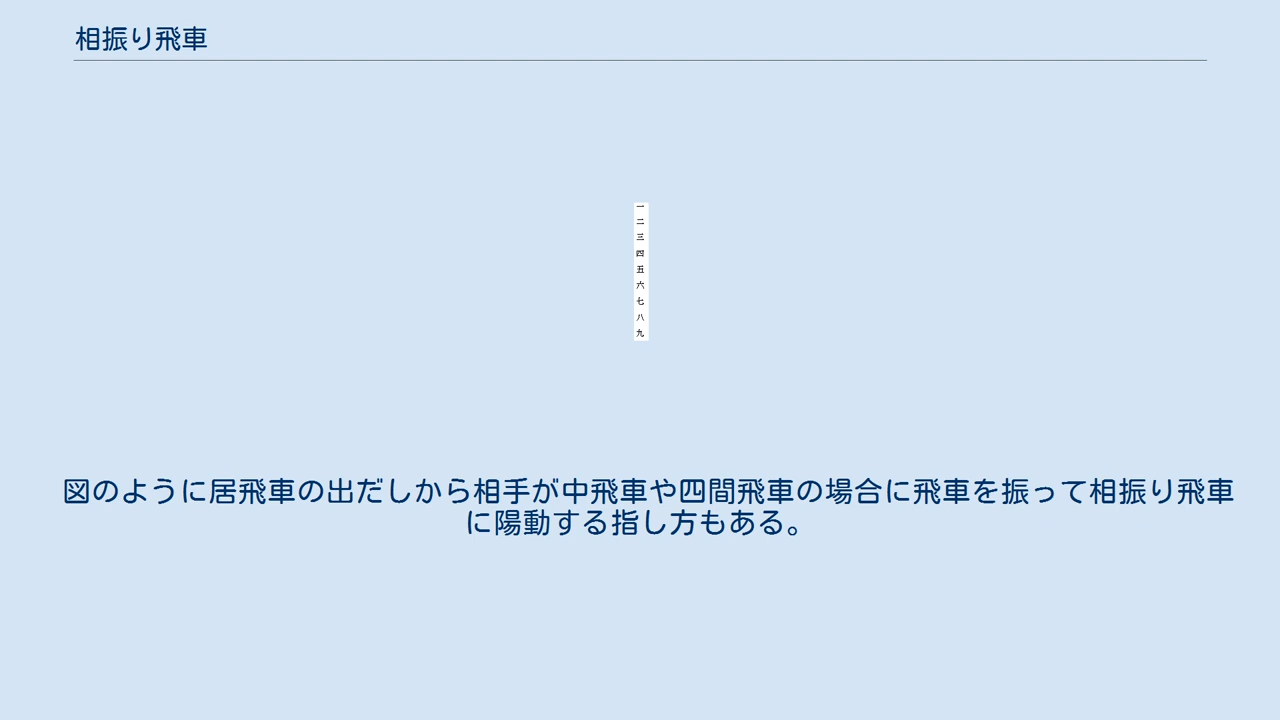 相振り飛車
一
二
三
四
五
六
七
八
九
図のように居飛車の出だしから相手が中飛車や四間飛車の場合に飛車を振って相振り飛車
に陽動する指し方もある。